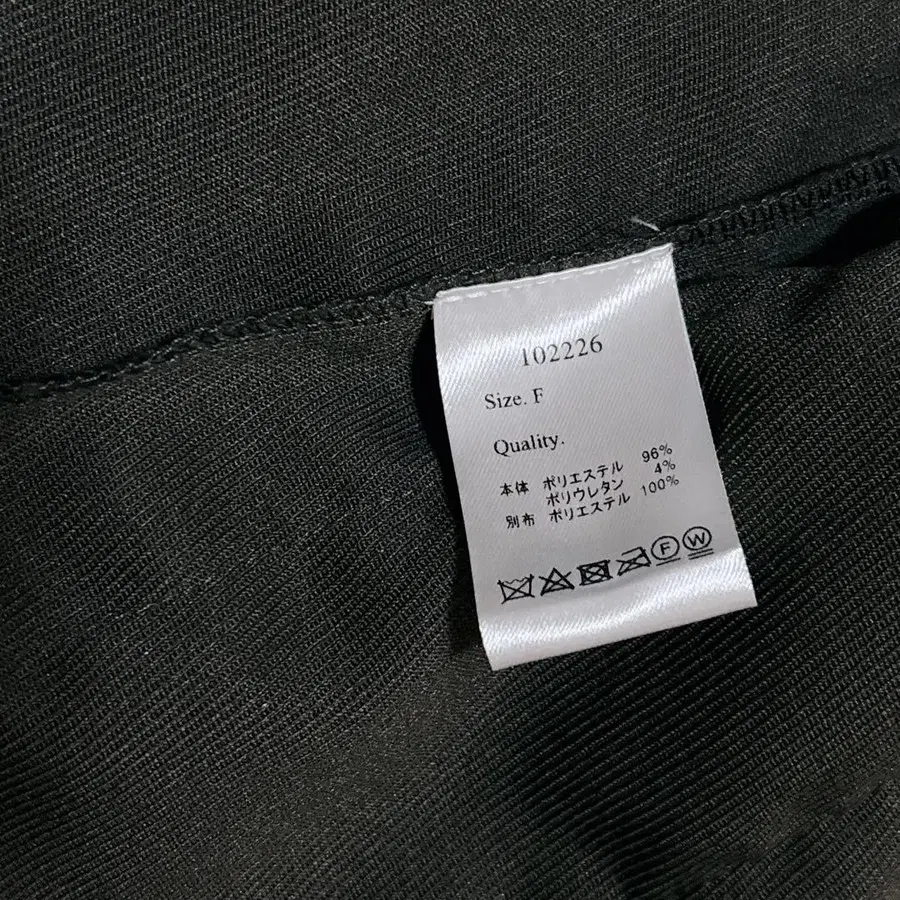 102226
Size. F
Quality.
本体 ポリエステル 96%
ポリウレタン 4%
別布 ポリエステル 100%
F W